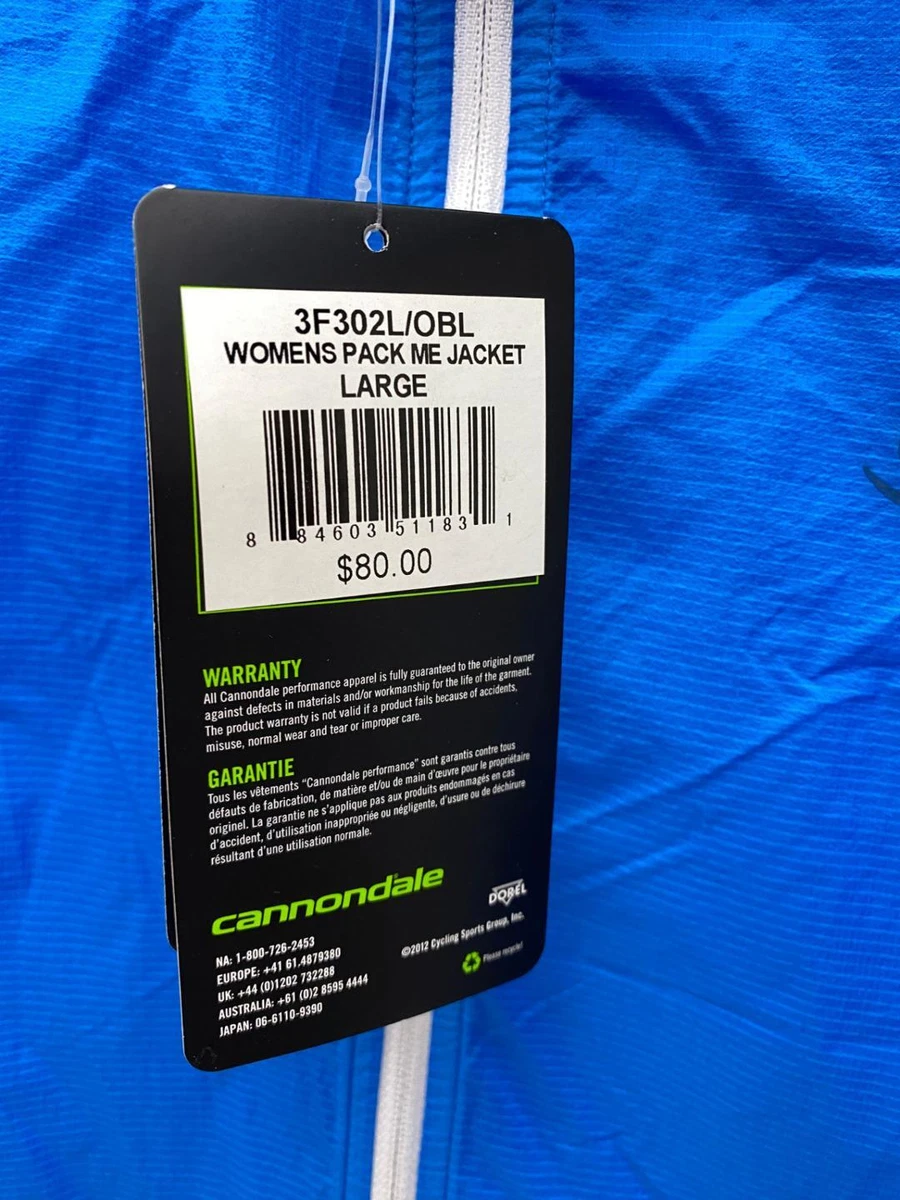 3F302L/OBL
WOMENS PACK ME JACKET
LARGE
8 84603 51183 1
$80.00
WARRANTY
All Cannondale performance apparel is fully guaranteed to the original owner
against defects in materials and/or workmanship for the life of the garment.
The product warranty is not valid if a product fails because of accidents,
misuse, normal wear and tear or improper care.
GARANTIE
Tous les vêtements "Cannondale performance" sont garantis contre tous
défauts de fabrication, de matière et/ou de main d'œuvre pour le propriétaire
originel. La garantie ne s'applique pas aux produits endommagés en cas
d'accident, d'utilisation inappropriée ou négligente, d'usure ou de déchirure
résultant d'une utilisation normale.
cannondale
DOREL
NA: 1-800-726-2453
EUROPE: +41 61.4879380
UK: +44 (0)1202 732288
AUSTRALIA: +61 (0)2 8595 4444
JAPAN: 06-6110-9390
©2012 Cycling Sports Group, Inc.
Please recycle!